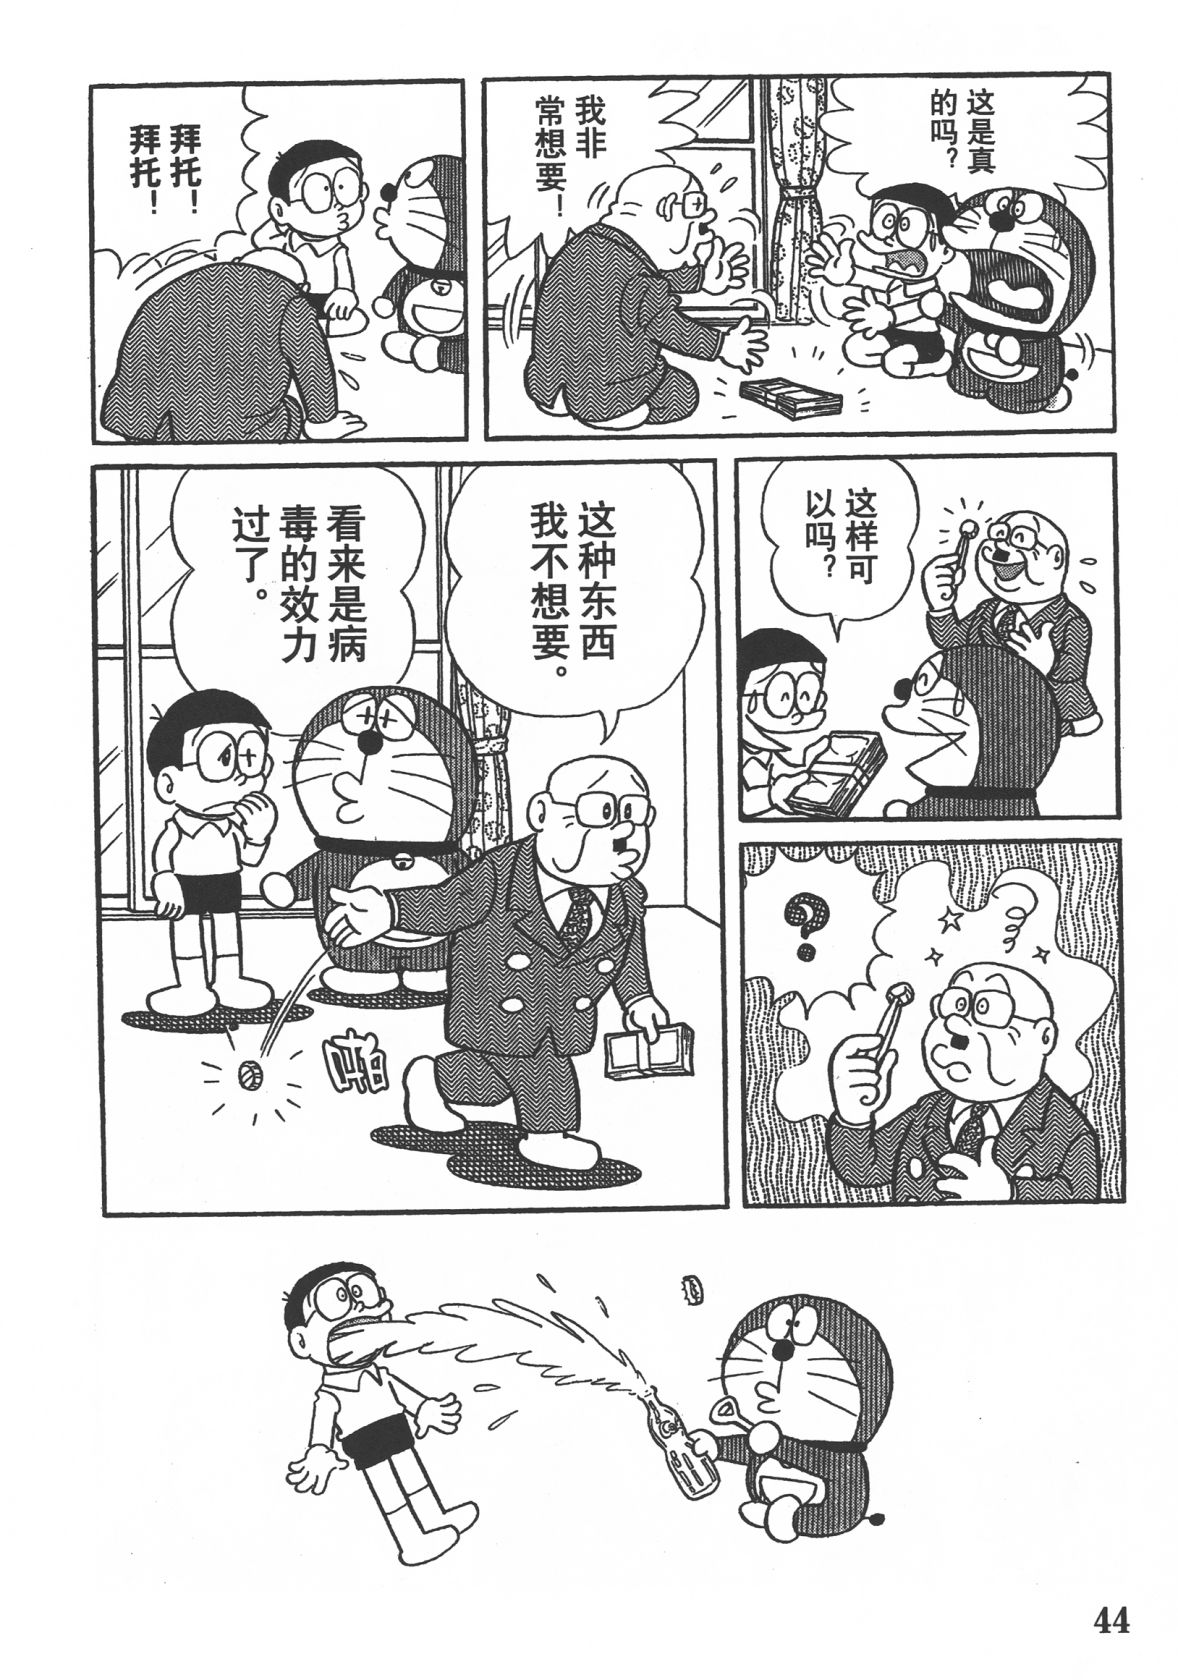 这是真
的吗？
我非
常想要！
拜托！
拜托！
这样可
以吗？
这种东西
我不想要。
看来是病
毒的效力
过了。
啪
44